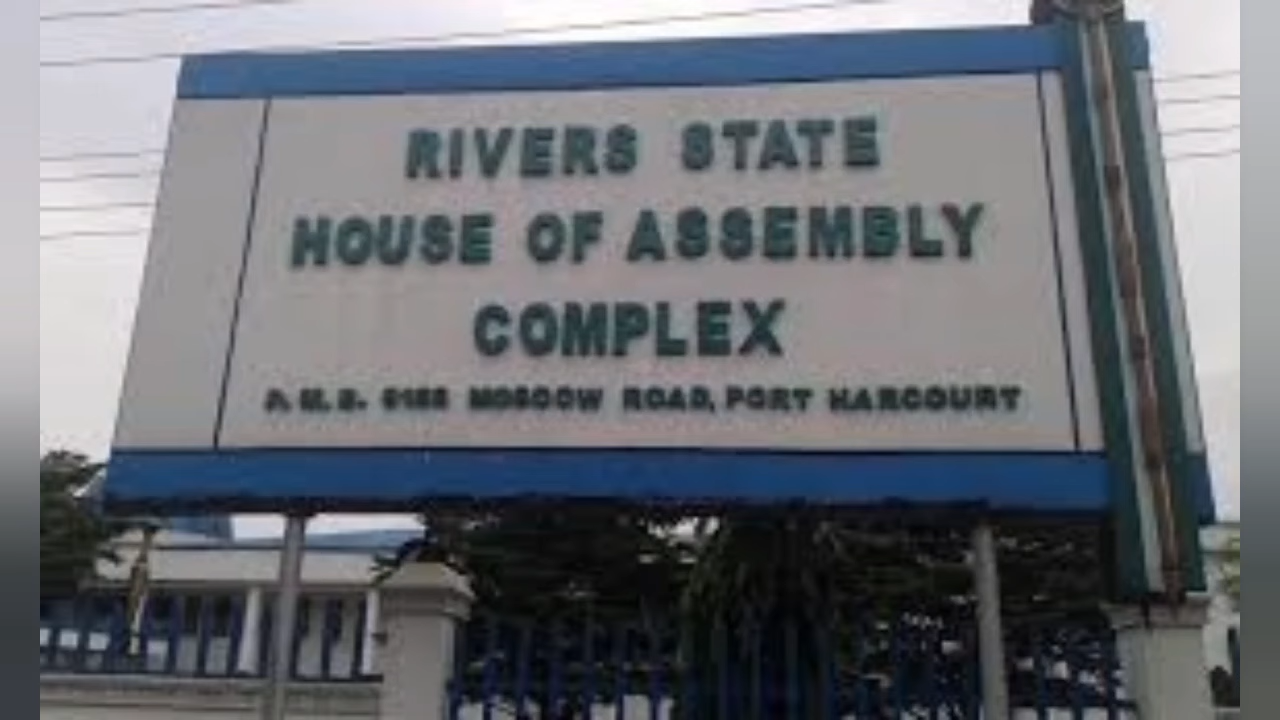 RIVERS STATE
HOUSE OF ASSEMBLY
COMPLEX
P. M. B. MOSCOW ROAD, PORT HARCOURT